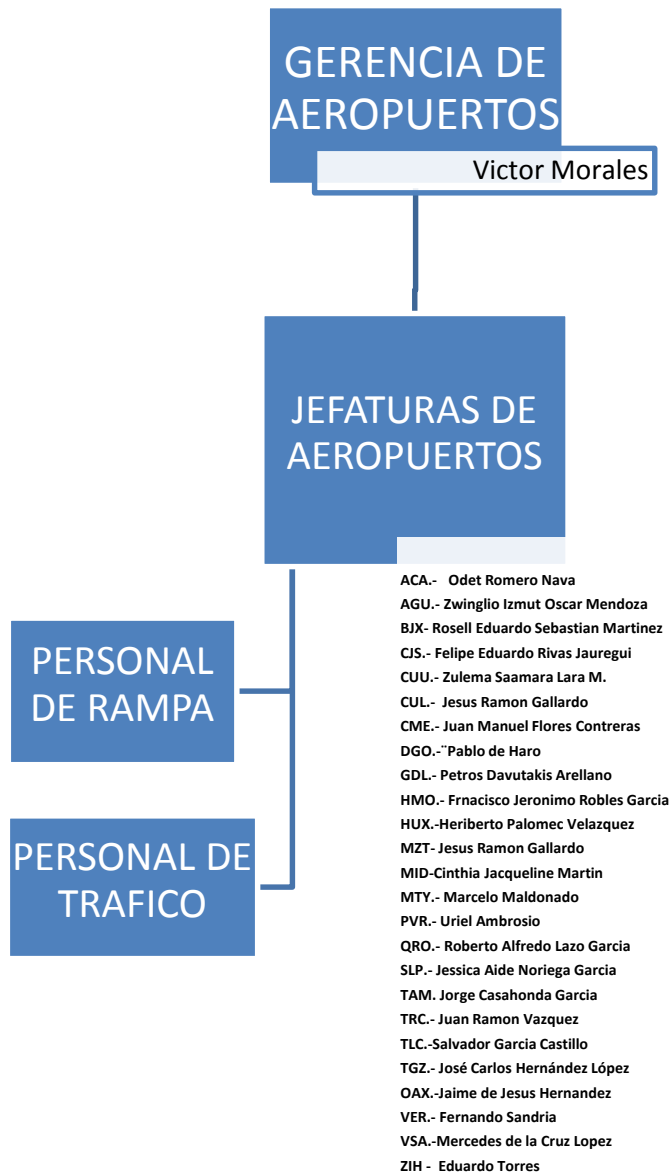 GERENCIA DE
AEROPUERTOS
Victor Morales
JEFATURAS DE
AEROPUERTOS
PERSONAL
DE RAMPA
PERSONAL DE
TRAFICO
ACA.- Odet Romero Nava
AGU.- Zwinglio Izmut Oscar Mendoza
BJX- Rosell Eduardo Sebastian Martinez
CJS.- Felipe Eduardo Rivas Jauregui
CUU.- Zulema Saamara Lara M.
CUL.- Jesus Ramon Gallardo
CME.- Juan Manuel Flores Contreras
DGO.-¨Pablo de Haro
GDL.- Petros Davutakis Arellano
HMO.- Frnacisco Jeronimo Robles Garcia
HUX.-Heriberto Palomec Velazquez
MZT- Jesus Ramon Gallardo
MID-Cinthia Jacqueline Martin
MTY.- Marcelo Maldonado
PVR.- Uriel Ambrosio
QRO.- Roberto Alfredo Lazo Garcia
SLP.- Jessica Aide Noriega Garcia
TAM. Jorge Casahonda Garcia
TRC.- Juan Ramon Vazquez
TLC.-Salvador Garcia Castillo
TGZ.- José Carlos Hernández López
OAX.-Jaime de Jesus Hernandez
VER.- Fernando Sandria
VSA.-Mercedes de la Cruz Lopez
ZIH - Eduardo Torres